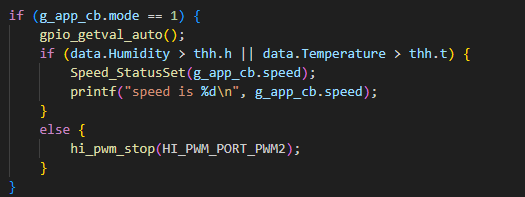 if (g_app_cb.mode == 1) {
    gpio_getval_auto();
    if (data.Humidity > thh.h || data.Temperature > thh.t) {
        Speed_StatusSet(g_app_cb.speed);
        printf("speed is %d\n", g_app_cb.speed);
    }
    else {
        hi_pwm_stop(HI_PWM_PORT_PWM2);
    }
}